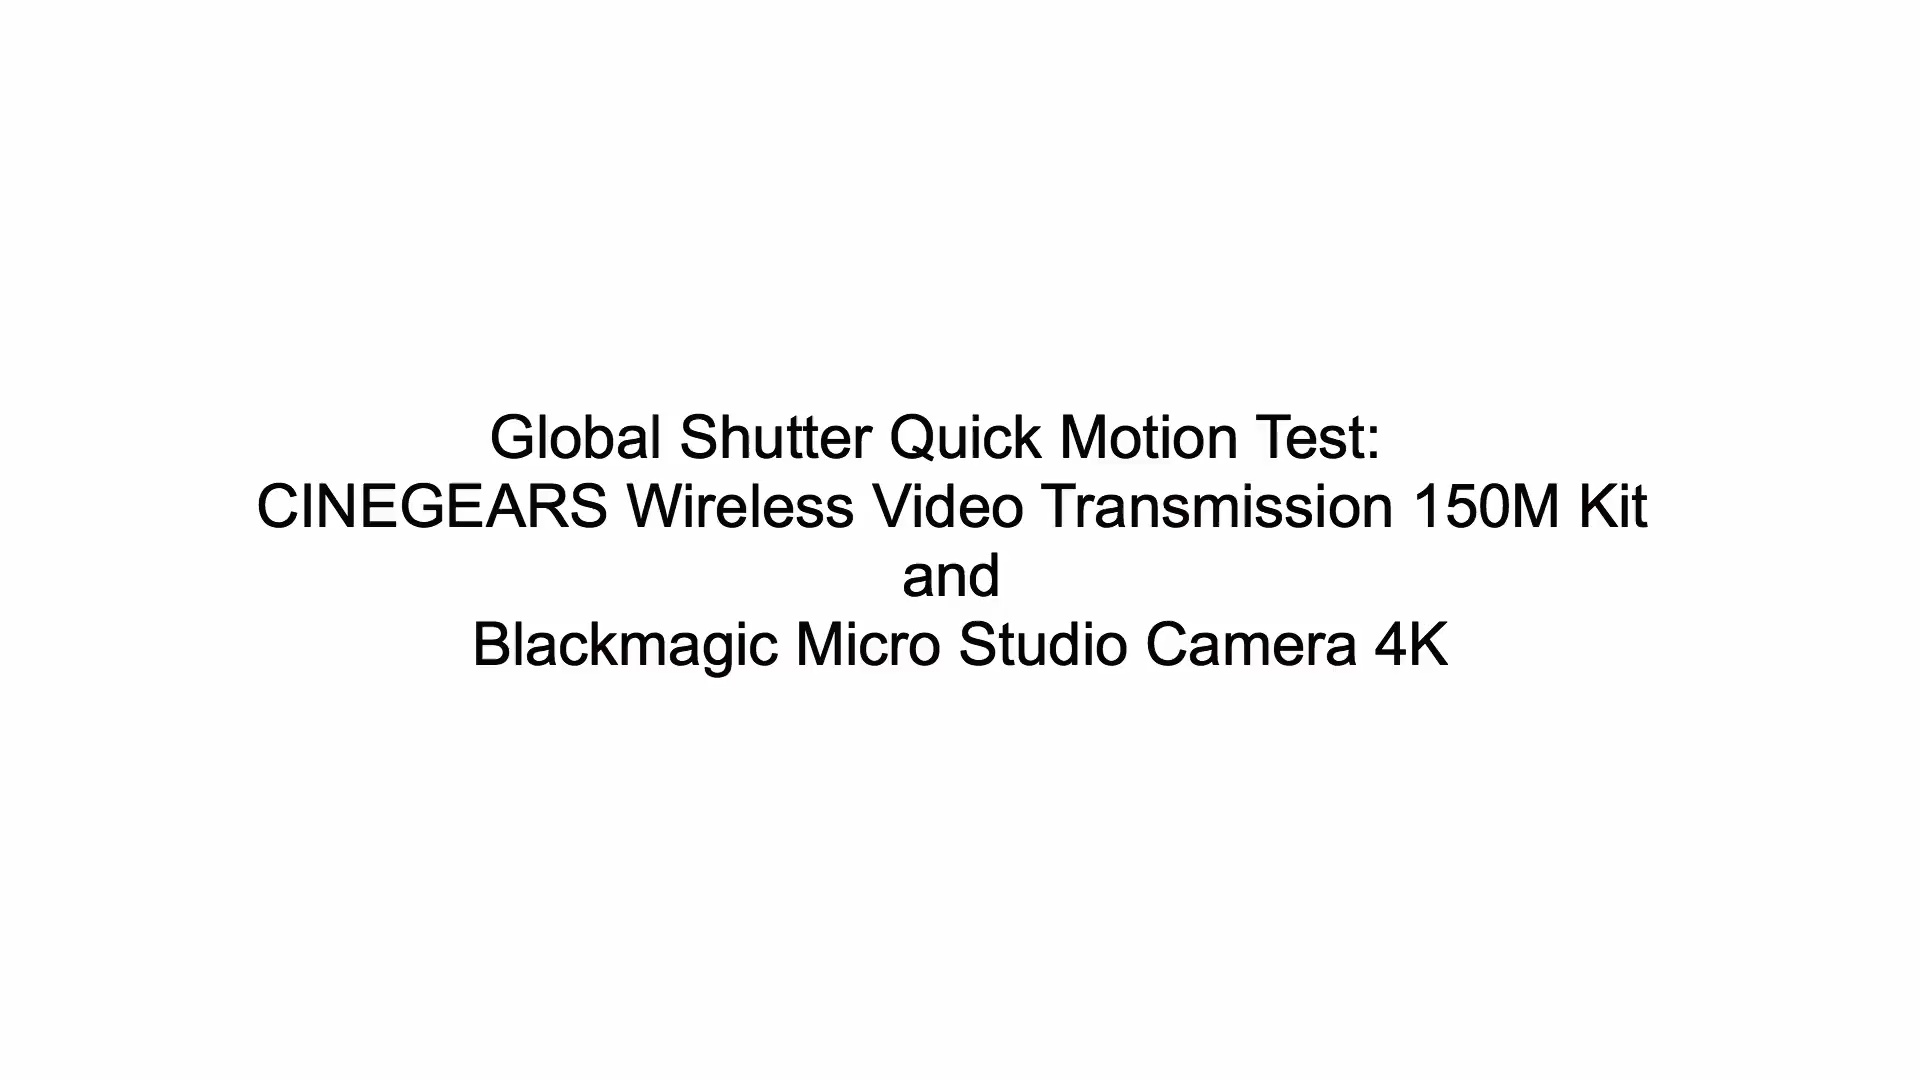 Global Shutter Quick Motion Test:
CINEGEARS Wireless Video Transmission 150M Kit
and
Blackmagic Micro Studio Camera 4K